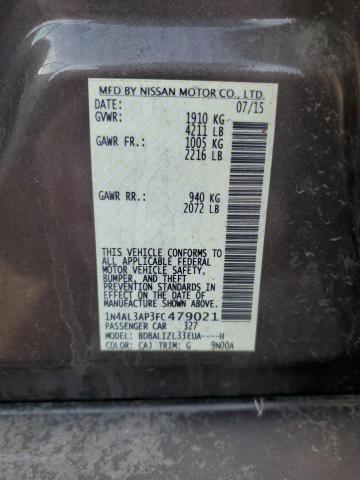 MFD BY NISSAN MOTOR CO., LTD.
DATE: 07/15
GVWR: 1910 KG
4211 LB
GAWR FR.: 1005 KG
2216 LB
GAWR RR.: 940 KG
2072 LB
THIS VEHICLE CONFORMS TO
ALL APPLICABLE FEDERAL
MOTOR VEHICLE SAFETY,
BUMPER, AND THEFT
PREVENTION STANDARDS IN
EFFECT ON THE DATE OF
MANUFACTURE SHOWN ABOVE.
1N4AL3AP3FC479021
PASSENGER CAR 327
MODEL: BDBALIZL33EUA----H
COLOR: CAJ TRIM: G 9N00A